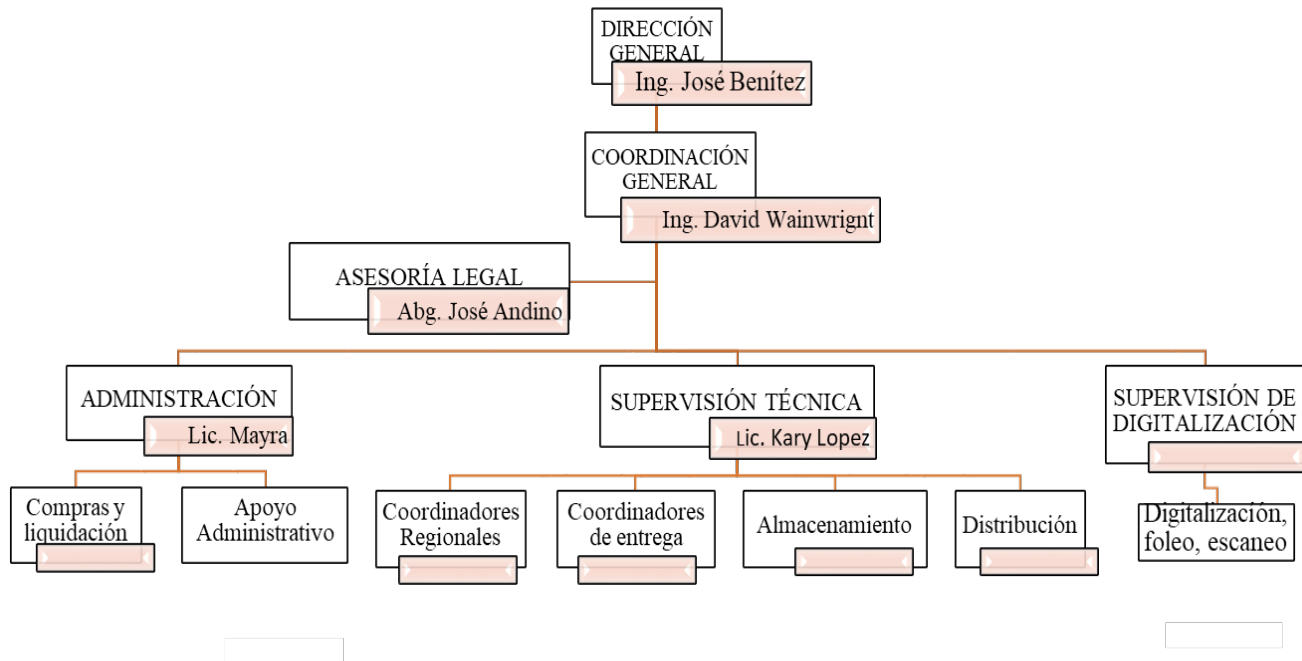 DIRECCIÓN
GENERAL
Ing. José Benítez
COORDINACIÓN
GENERAL
Ing. David Wainwrignt
ASESORÍA LEGAL
Abg. José Andino
ADMINISTRACIÓN
Lic. Mayra
SUPERVISIÓN TÉCNICA
Lic. Kary Lopez
SUPERVISIÓN DE
DIGITALIZACIÓN
Compras y
liquidación
Apoyo
Administrativo
Coordinadores
Regionales
Coordinadores
de entrega
Almacenamiento
Distribución
Digitalización,
foleo, escaneo